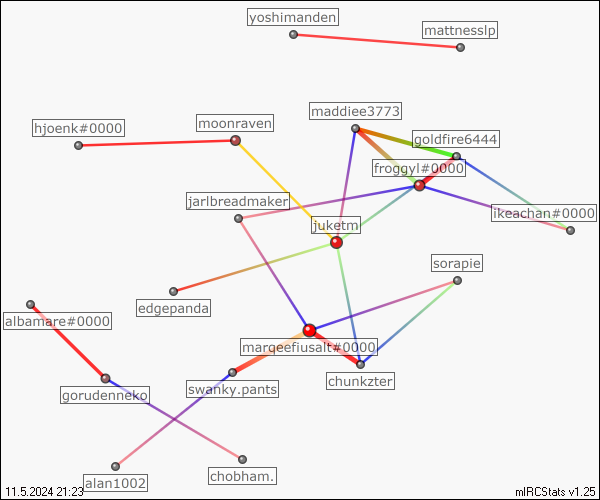 yoshimanden
mattnesslp
maddiee3773
hjoenk#0000
moonraven
goldfire6444
froggyl#0000
jarlbreadmaker
ikeachan#0000
juketm
sorapie
edgepanda
albamare#0000
marqeefiusalt#0000
chunkzter
swanky.pants
gorudenneko
alan1002
chobham.
11.5.2024 21:23
mIRCStats v1.25